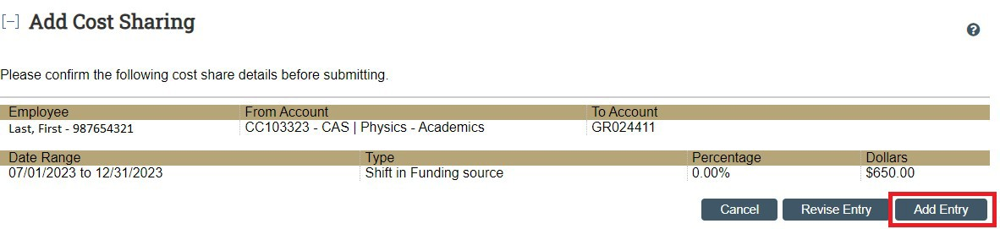 [−] Add Cost Sharing
?
Please confirm the following cost share details before submitting.
Employee From Account To Account
Last, First - 987654321 CC103323 - CAS | Physics - Academics GR024411
Date Range Type Percentage Dollars
07/01/2023 to 12/31/2023 Shift in Funding source 0.00% $650.00
Cancel Revise Entry Add Entry